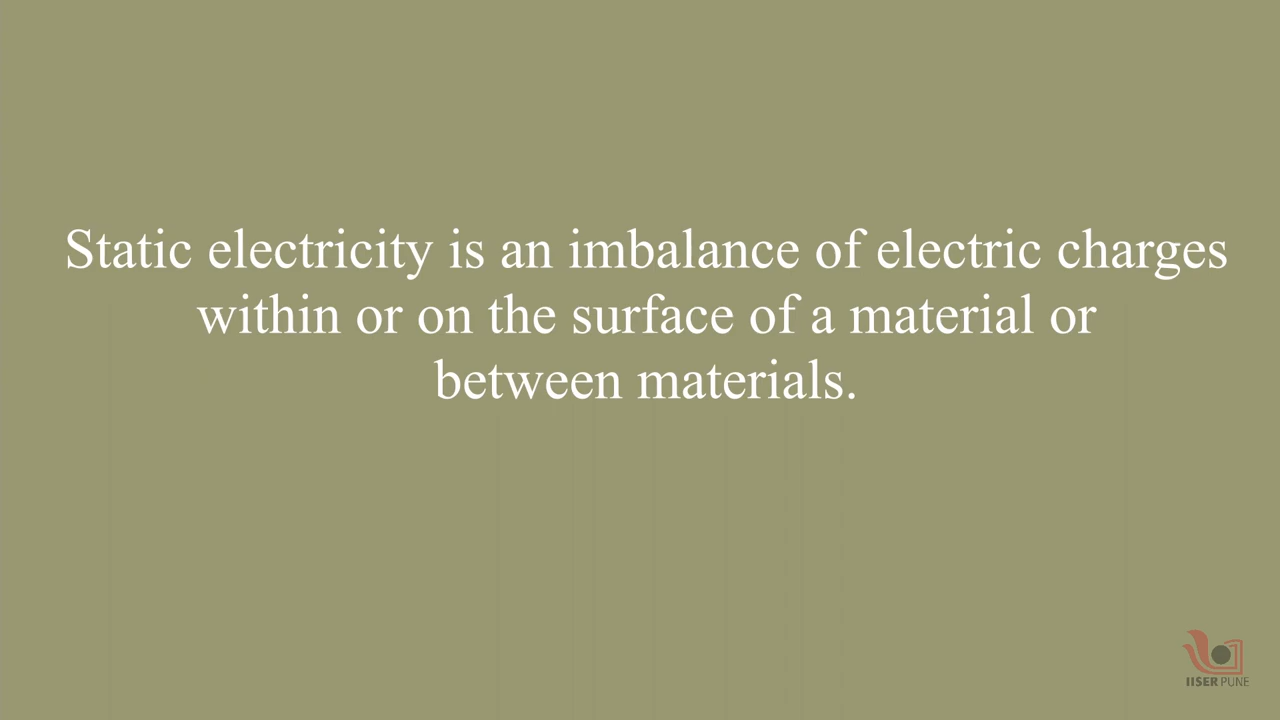 Static electricity is an imbalance of electric charges
within or on the surface of a material or
between materials.
IISER PUNE